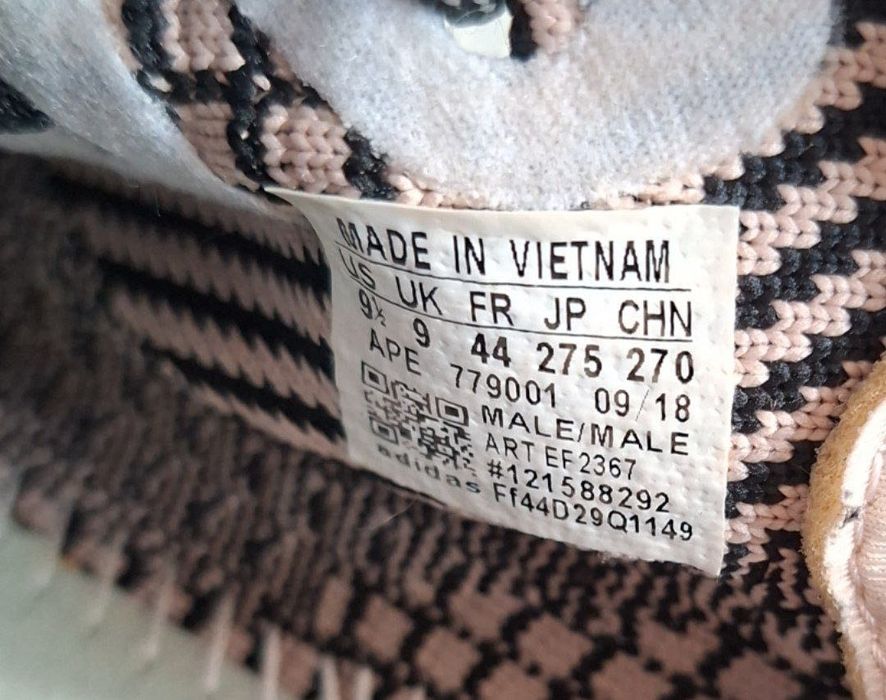 MADE IN VIETNAM
US UK FR JP CHN
9½ 9 44 275 270
APE 779001 09/18
MALE/MALE
ART EF2367
#121588292
adidas Ff44D29Q1149